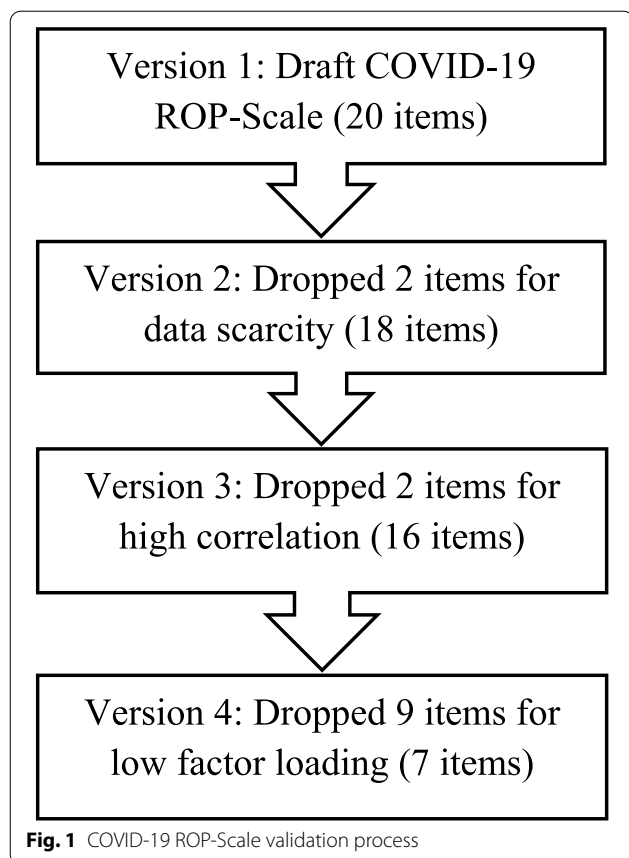 Version 1: Draft COVID-19
ROP-Scale (20 items)
Version 2: Dropped 2 items for
data scarcity (18 items)
Version 3: Dropped 2 items for
high correlation (16 items)
Version 4: Dropped 9 items for
low factor loading (7 items)
Fig. 1 COVID-19 ROP-Scale validation process